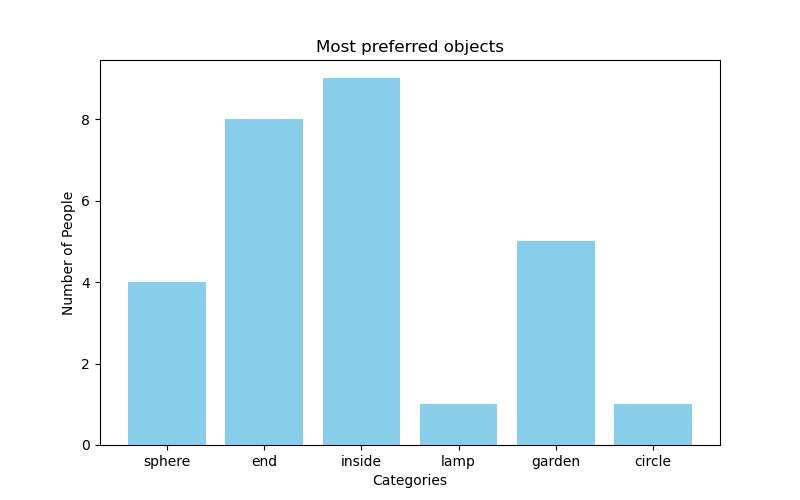 Most preferred objects
Number of People
8
6
4
2
0
sphere end inside lamp garden circle
Categories